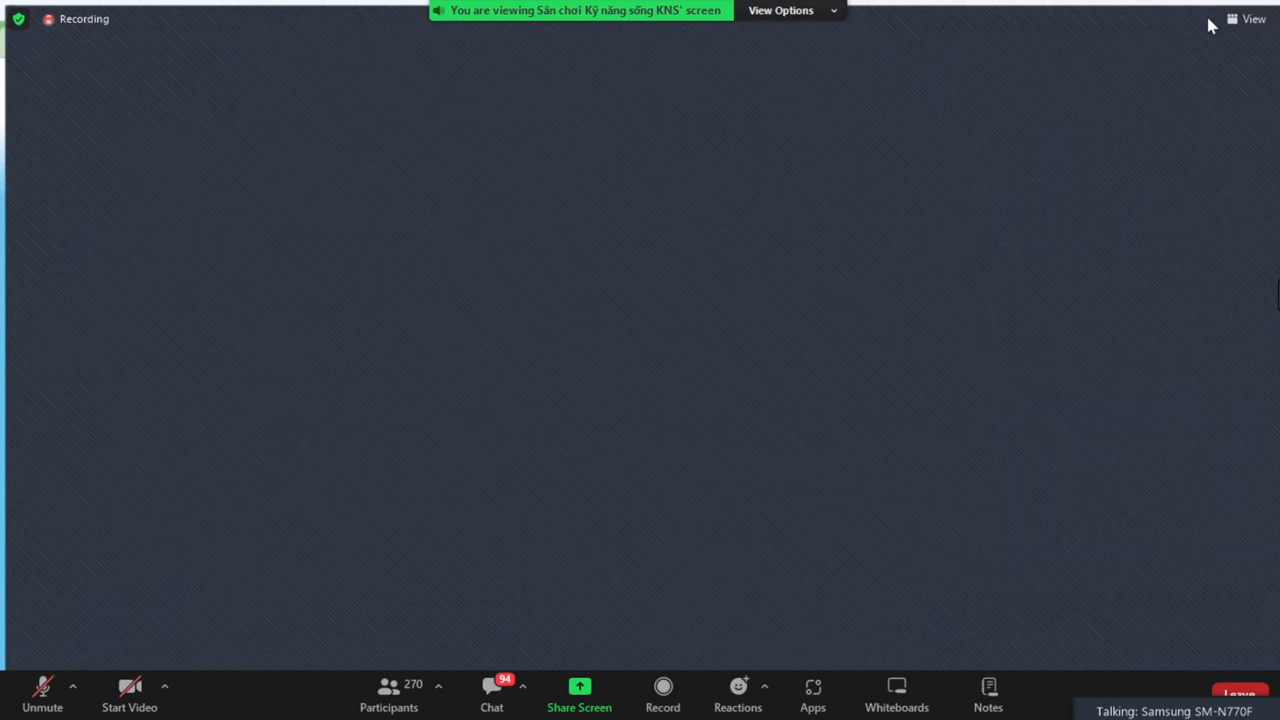 You are viewing Sân chơi Kỹ năng sống KNS' screen
View Options
Recording
View
270
94
Unmute
Start Video
Participants
Chat
Share Screen
Record
Reactions
Apps
Whiteboards
Notes
Leave
Talking: Samsung SM-N770F